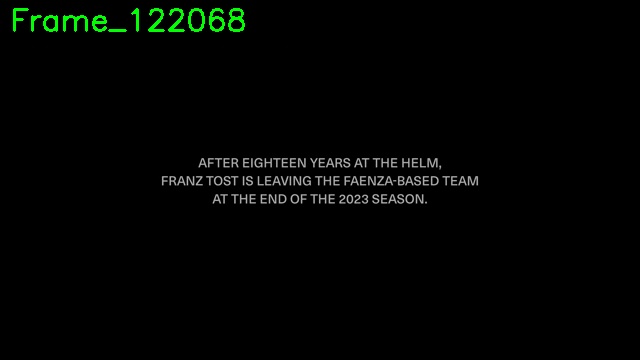 Frame_122068
AFTER EIGHTEEN YEARS AT THE HELM,
FRANZ TOST IS LEAVING THE FAENZA-BASED TEAM
AT THE END OF THE 2023 SEASON.